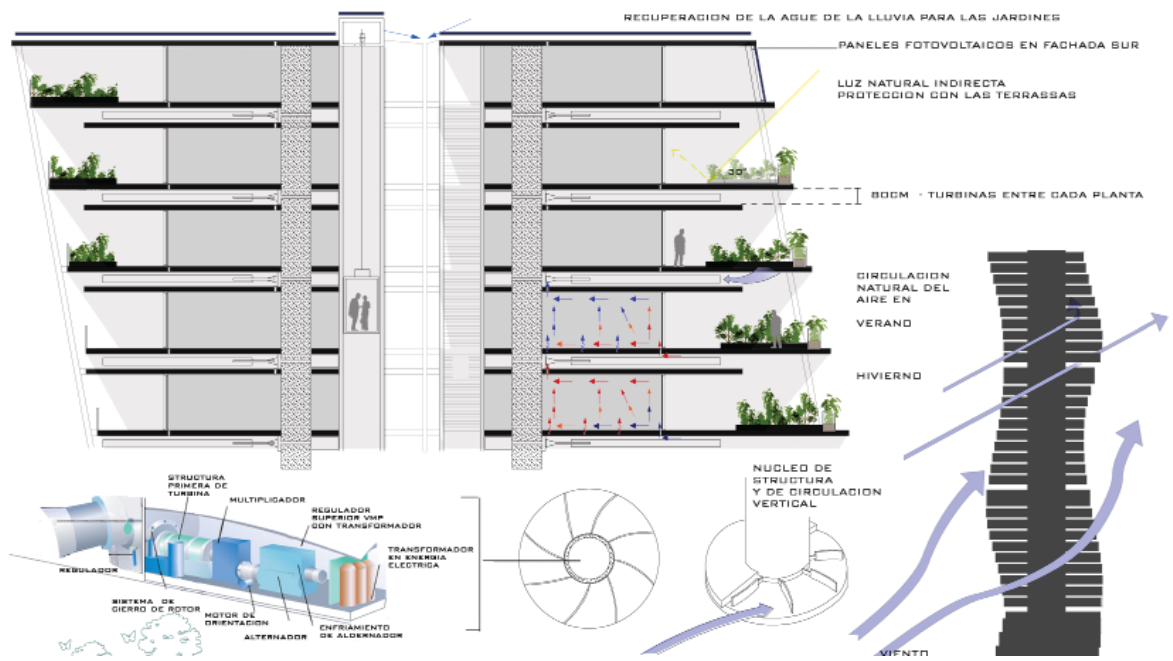 RECUPERACION DE LA AGUE DE LA LLUVIA PARA LAS JARDINES
PANELES FOTOVOLTAICOS EN FACHADA SUR
LUZ NATURAL INDIRECTA
PROTECCION CON LAS TERRASSAS
30°
80CM - TURBINAS ENTRE CADA PLANTA
CIRCULACION
NATURAL DEL
AIRE EN
VERANO
HIVIERNO
NUCLEO DE
STRUCTURA
Y DE CIRCULACION
VERTICAL
STRUCTURA
PRIMERA DE
TURBINA
MULTIPLICADOR
REGULADOR
SUPERIOR VMP
CON TRANSFORMADOR
TRANSFORMADOR
EN ENERGIA
ELECTRICA
REGULADOR
SISTEMA DE
CIERRO DE ROTOR
MOTOR DE
ORIENTACION
ALTERNADOR
ENFRIAMIENTO
DE ALDERNADOR
VIENTO